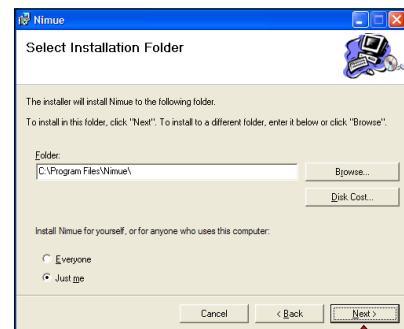 Nimue
Select Installation Folder
The installer will install Nimue to the following folder.
To install in this folder, click "Next". To install to a different folder, enter it below or click "Browse".
Folder:
C:\Program Files\Nimue\
Browse...
Disk Cost...
Install Nimue for yourself, or for anyone who uses this computer:
Everyone
Just me
Cancel
< Back
Next >